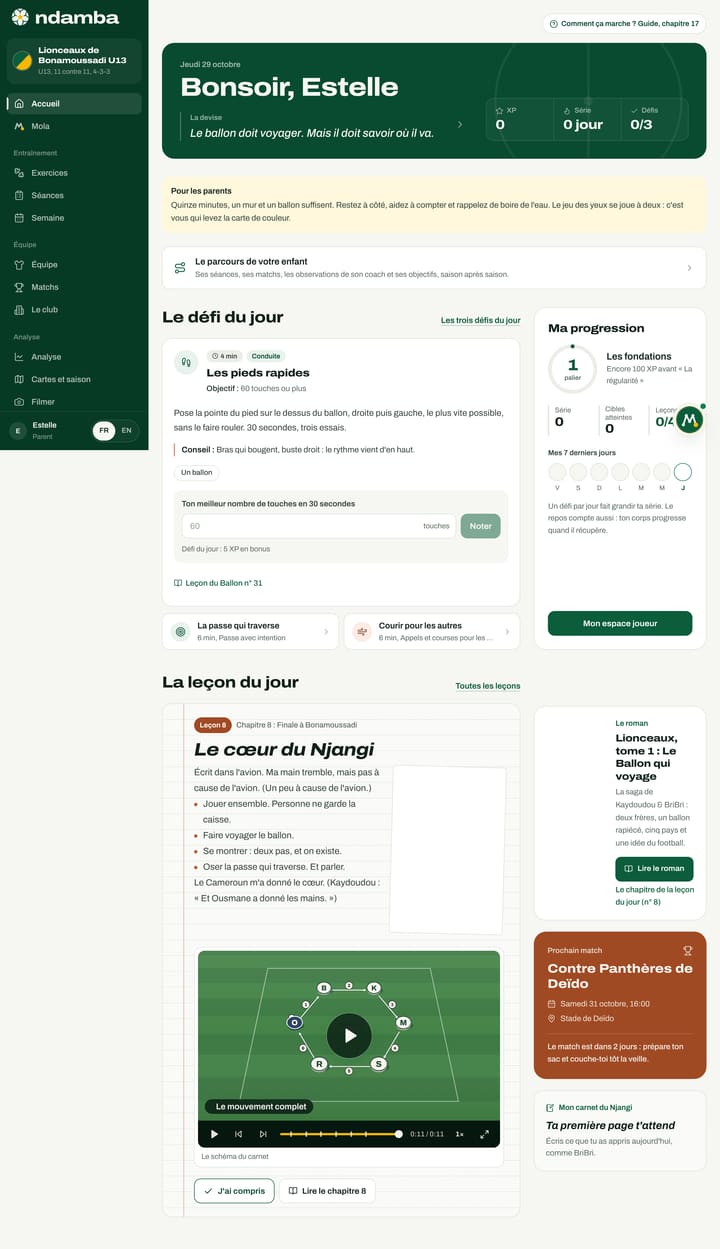 ndamba
Lionceaux de
Bonamoussadi U13
U13, 11 contre 11, 4-3-3
Accueil
Mola
Entraînement
Exercices
Séances
Semaine
Équipe
Équipe
Matchs
Le club
Analyse
Analyse
Cartes et saison
Filmer
E
Estelle
Parent
FR
EN
Comment ça marche ? Guide, chapitre 17
Jeudi 29 octobre
Bonsoir, Estelle
La devise
Le ballon doit voyager. Mais il doit savoir où il va.
XP
0
Série
0 jour
Défis
0/3
Pour les parents
Quinze minutes, un mur et un ballon suffisent. Restez à côté, aidez à compter et rappelez de boire de l'eau. Le jeu des yeux se joue à deux : c'est
vous qui levez la carte de couleur.
Le parcours de votre enfant
Ses séances, ses matchs, les observations de son coach et ses objectifs, saison après saison.
Le défi du jour
Les trois défis du jour
4 min
Conduite
Les pieds rapides
Objectif : 60 touches ou plus
Pose la pointe du pied sur le dessus du ballon, droite puis gauche, le plus vite possible,
sans le faire rouler. 30 secondes, trois essais.
Conseil : Bras qui bougent, buste droit : le rythme vient d'en haut.
Un ballon
Ton meilleur nombre de touches en 30 secondes
60
touches
Noter
Défi du jour : 5 XP en bonus
Leçon du Ballon n° 31
La passe qui traverse
6 min, Passe avec intention
Courir pour les autres
6 min, Appels et courses pour les ...
Ma progression
1
palier
Les fondations
Encore 100 XP avant « La
régularité »
Série
0
Cibles
atteintes
0
Leçons
M
Mes 7 derniers jours
V
S
D
L
M
M
J
Un défi par jour fait grandir ta série. Le
repos compte aussi : ton corps progresse
quand il récupère.
Mon espace joueur
La leçon du jour
Toutes les leçons
Leçon 8
Chapitre 8 : Finale à Bonamoussadi
Le cœur du Njangi
Écrit dans l'avion. Ma main tremble, mais pas à
cause de l'avion. (Un peu à cause de l'avion.)
Jouer ensemble. Personne ne garde la
caisse.
Faire voyager le ballon.
Se montrer : deux pas, et on existe.
Oser la passe qui traverse. Et parler.
Le Cameroun m'a donné le cœur. (Kaydoudou :
« Et Ousmane a donné les mains. »)
B
2
K
1
3
O
M
6
4
R
5
S
Le mouvement complet
0:11 / 0:11
1×
Le schéma du carnet
J'ai compris
Lire le chapitre 8
Le roman
Lionceaux,
tome 1 : Le
Ballon qui
voyage
La saga de
Kaydoudou & BriBri :
deux frères, un ballon
rapiécé, cinq pays et
une idée du football.
Lire le roman
Le chapitre de la leçon
du jour (n° 8)
Prochain match
Contre Panthères de
Deïdo
Samedi 31 octobre, 16:00
Stade de Deïdo
Le match est dans 2 jours : prépare ton
sac et couche-toi tôt la veille.
Mon carnet du Njangi
Ta première page t'attend
Écris ce que tu as appris aujourd'hui,
comme BriBri.